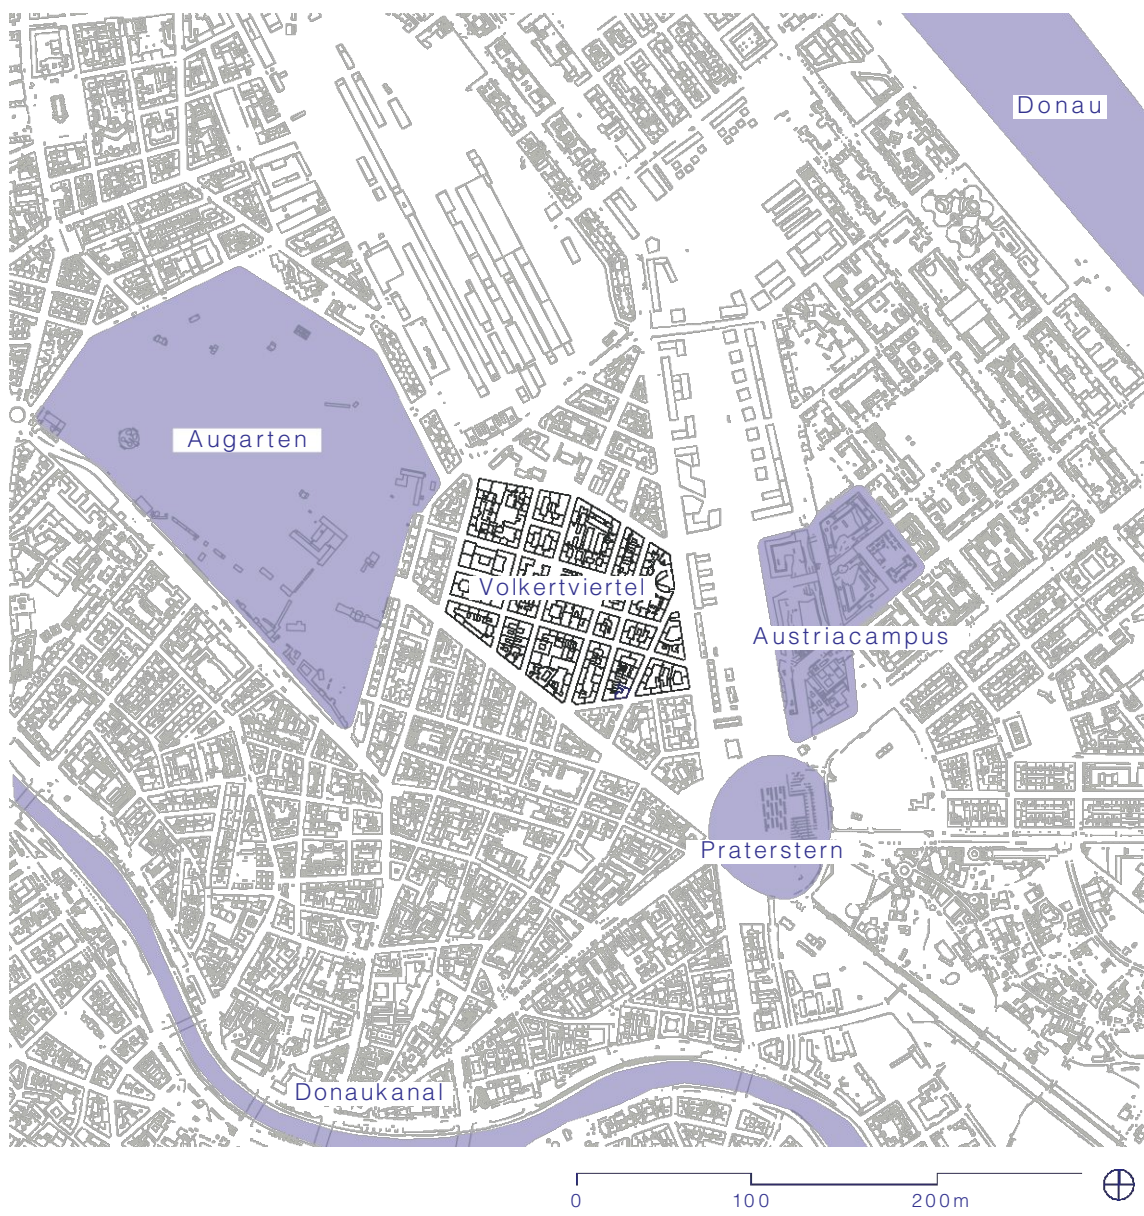 Donau
Augarten
Volkertviertel
Austriacampus
Praterstern
Donaukanal
0 100 200m